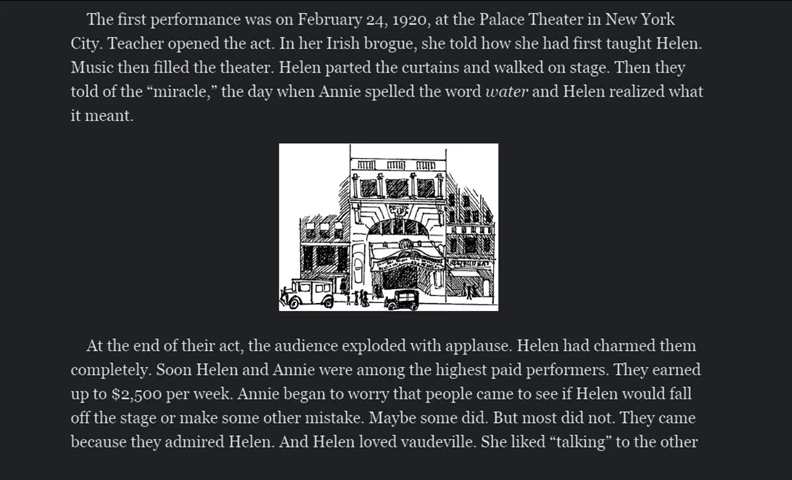 The first performance was on February 24, 1920, at the Palace Theater in New York
City. Teacher opened the act. In her Irish brogue, she told how she had first taught Helen.
Music then filled the theater. Helen parted the curtains and walked on stage. Then they
told of the “miracle,” the day when Annie spelled the word water and Helen realized what
it meant.
At the end of their act, the audience exploded with applause. Helen had charmed them
completely. Soon Helen and Annie were among the highest paid performers. They earned
up to $2,500 per week. Annie began to worry that people came to see if Helen would fall
off the stage or make some other mistake. Maybe some did. But most did not. They came
because they admired Helen. And Helen loved vaudeville. She liked “talking” to the other